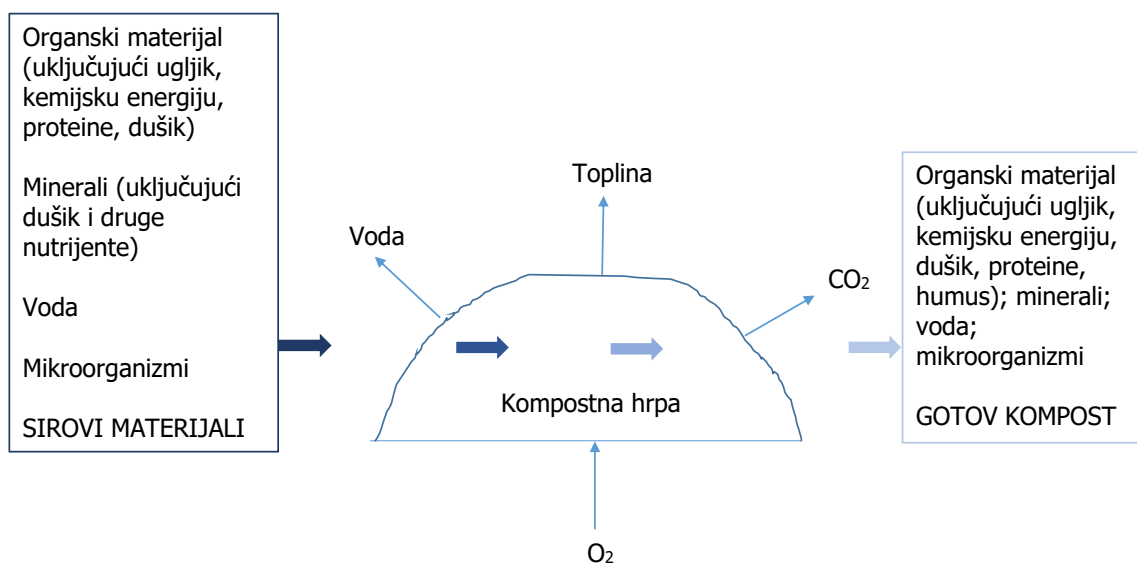 Organski materijal
(uključujući ugljik,
kemijsku energiju,
proteine, dušik)
Minerali (uključujući
dušik i druge
nutrijente)
Voda
Mikroorganizmi
SIROVI MATERIJALI
Toplina
Voda
CO₂
Kompostna hrpa
O₂
Organski materijal
(uključujući ugljik,
kemijsku energiju,
dušik, proteine,
humus); minerali;
voda;
mikroorganizmi
GOTOV KOMPOST